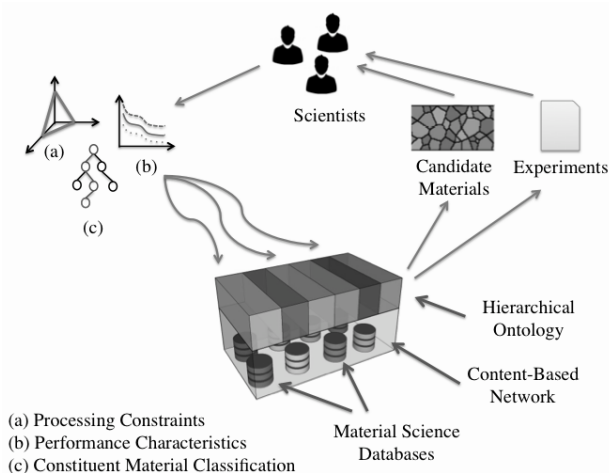 Scientists
(a)
(b)
(c)
Candidate
Materials
Experiments
Hierarchical
Ontology
Content-Based
Network
Material Science
Databases
(a) Processing Constraints
(b) Performance Characteristics
(c) Constituent Material Classification